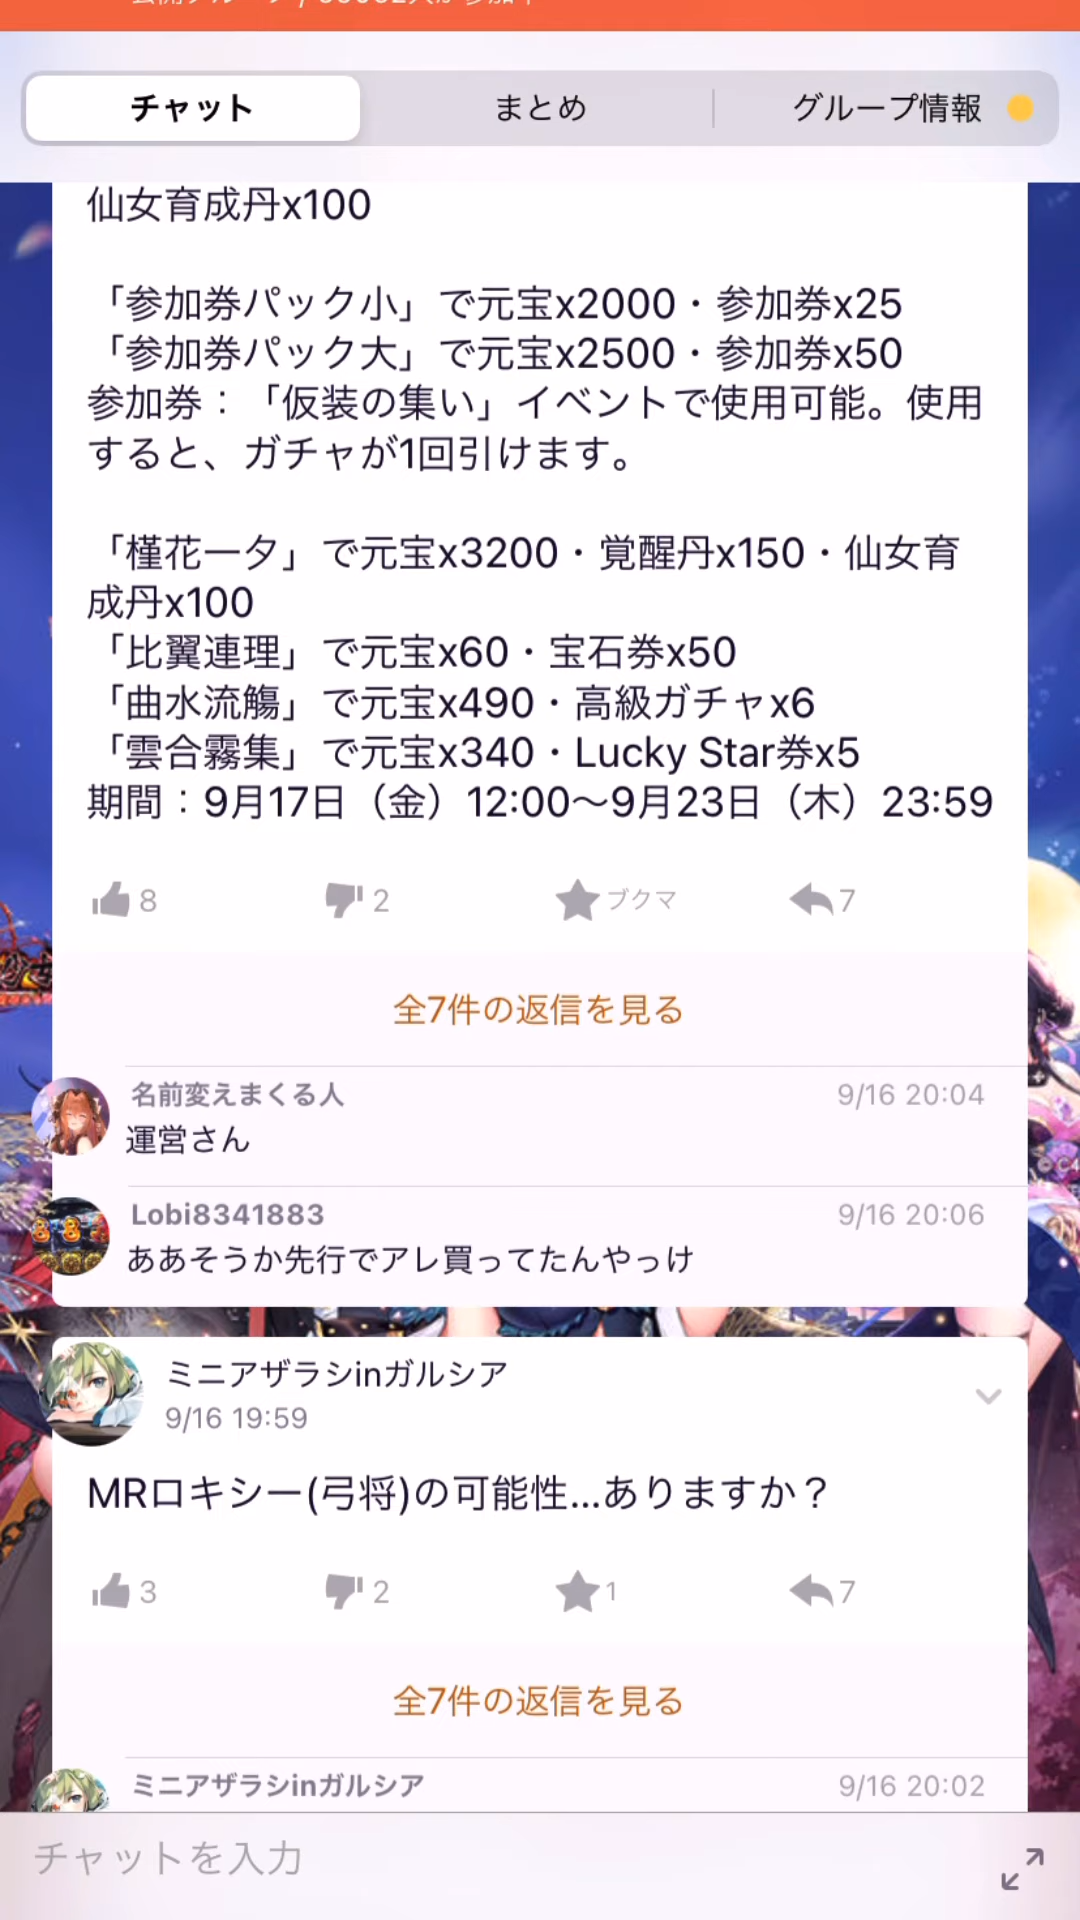 チャット
まとめ
グループ情報
仙女育成丹x100
「参加券パック小」で元宝x2000・参加券x25
「参加券パック大」で元宝x2500・参加券x50
参加券：「仮装の集い」イベントで使用可能。使用
すると、ガチャが1回引けます。
「槿花一夕」で元宝x3200・覚醒丹x150・仙女育
成丹x100
「比翼連理」で元宝x60・宝石券x50
「曲水流觴」で元宝x490・高級ガチャx6
「雲合霧集」で元宝x340・Lucky Star券x5
期間：9月17日（金）12:00〜9月23日（木）23:59
8
2
ブクマ
7
全7件の返信を見る
名前変えまくる人
9/16 20:04
運営さん
Lobi8341883
9/16 20:06
ああそうか先行でアレ買ってたんやっけ
ミニアザラシinガルシア
9/16 19:59
MRロキシー(弓将)の可能性...ありますか？
3
2
1
7
全7件の返信を見る
ミニアザラシinガルシア
9/16 20:02
チャットを入力